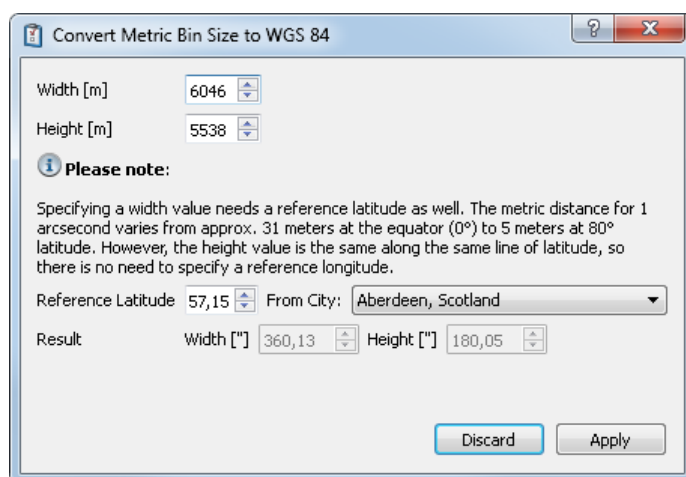 Convert Metric Bin Size to WGS 84
Width [m] 6046
Height [m] 5538
Please note:
Specifying a width value needs a reference latitude as well. The metric distance for 1
arcsecond varies from approx. 31 meters at the equator (0°) to 5 meters at 80°
latitude. However, the height value is the same along the same line of latitude, so
there is no need to specify a reference longitude.
Reference Latitude 57,15 From City: Aberdeen, Scotland
Result Width ["] 360,13 Height ["] 180,05
Discard Apply